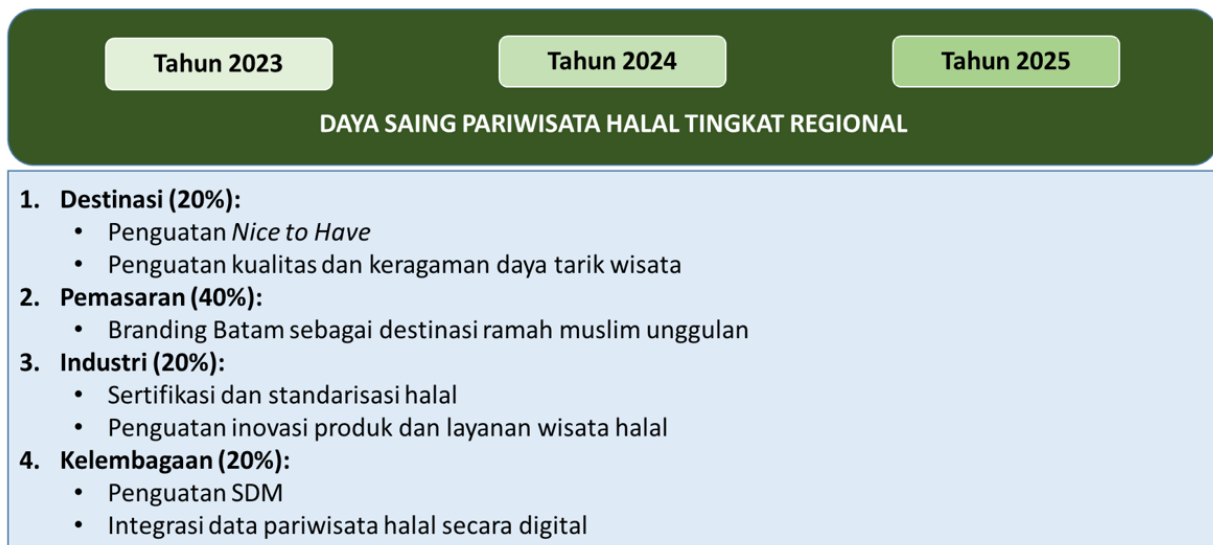 Tahun 2023
Tahun 2024
Tahun 2025
DAYA SAING PARIWISATA HALAL TINGKAT REGIONAL
1. Destinasi (20%):
• Penguatan Nice to Have
• Penguatan kualitas dan keragaman daya tarik wisata
2. Pemasaran (40%):
• Branding Batam sebagai destinasi ramah muslim unggulan
3. Industri (20%):
• Sertifikasi dan standarisasi halal
• Penguatan inovasi produk dan layanan wisata halal
4. Kelembagaan (20%):
• Penguatan SDM
• Integrasi data pariwisata halal secara digital